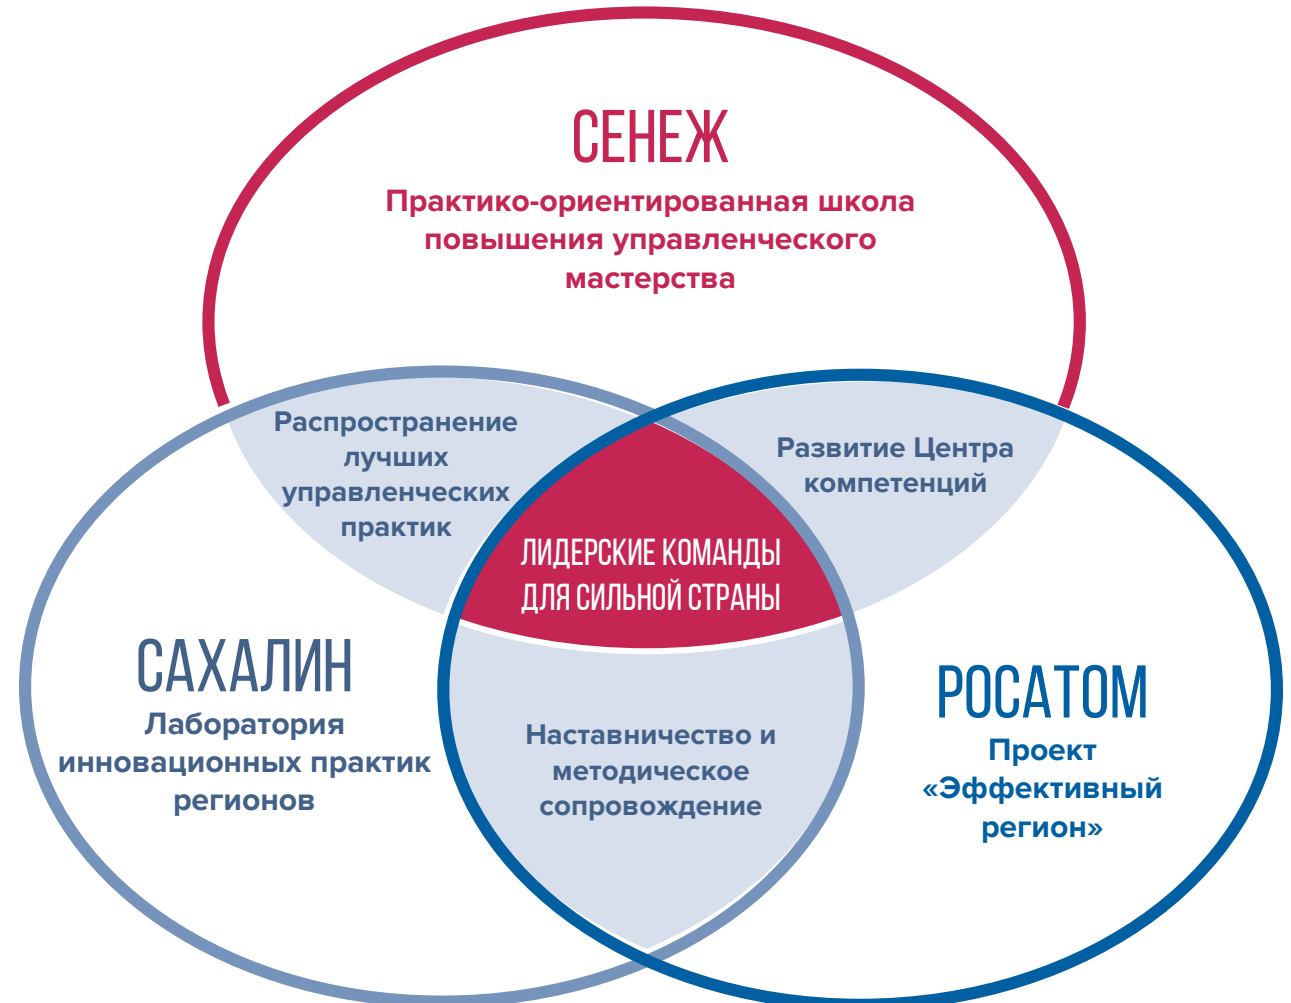 СЕНЕЖ
Практико-ориентированная школа
повышения управленческого
мастерства
Распространение
лучших
управленческих
практик
Развитие Центра
компетенций
ЛИДЕРСКИЕ КОМАНДЫ
ДЛЯ СИЛЬНОЙ СТРАНЫ
САХАЛИН
Лаборатория
инновационных практик
регионов
Наставничество и
методическое
сопровождение
РОСАТОМ
Проект
«Эффективный
регион»